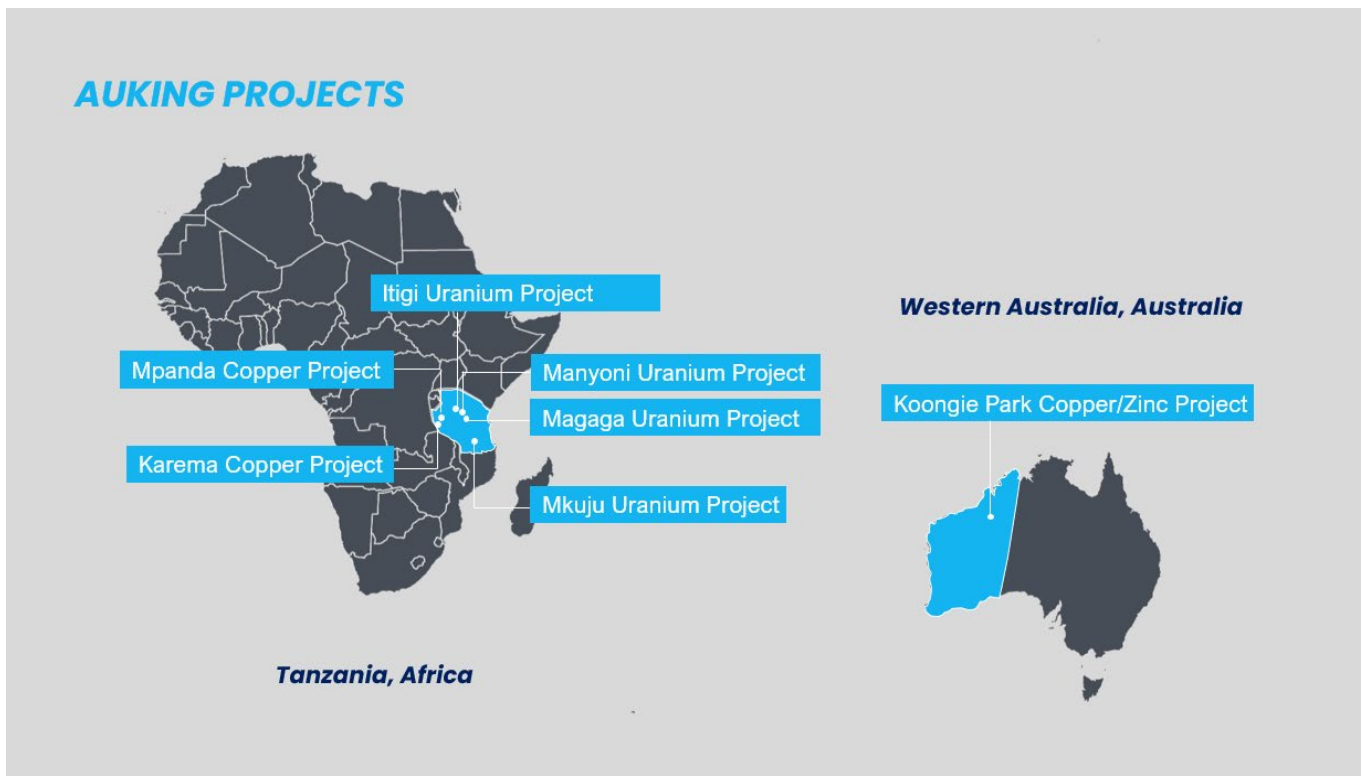 AUKING PROJECTS
Itigi Uranium Project
Western Australia, Australia
Mpanda Copper Project
Manyoni Uranium Project
Koongie Park Copper/Zinc Project
Magaga Uranium Project
Karema Copper Project
Mkuju Uranium Project
Tanzania, Africa